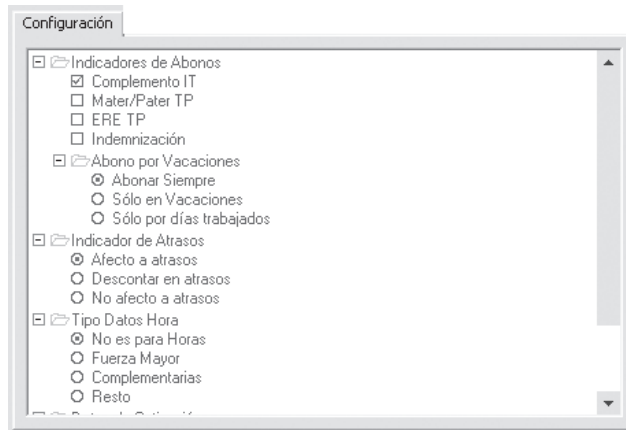 Configuración
Indicadores de Abonos
Complemento IT
Mater/Pater TP
ERE TP
Indemnización
Abono por Vacaciones
Abonar Siempre
Sólo en Vacaciones
Sólo por días trabajados
Indicador de Atrasos
Afecto a atrasos
Descontar en atrasos
No afecto a atrasos
Tipo Datos Hora
No es para Horas
Fuerza Mayor
Complementarias
Resto